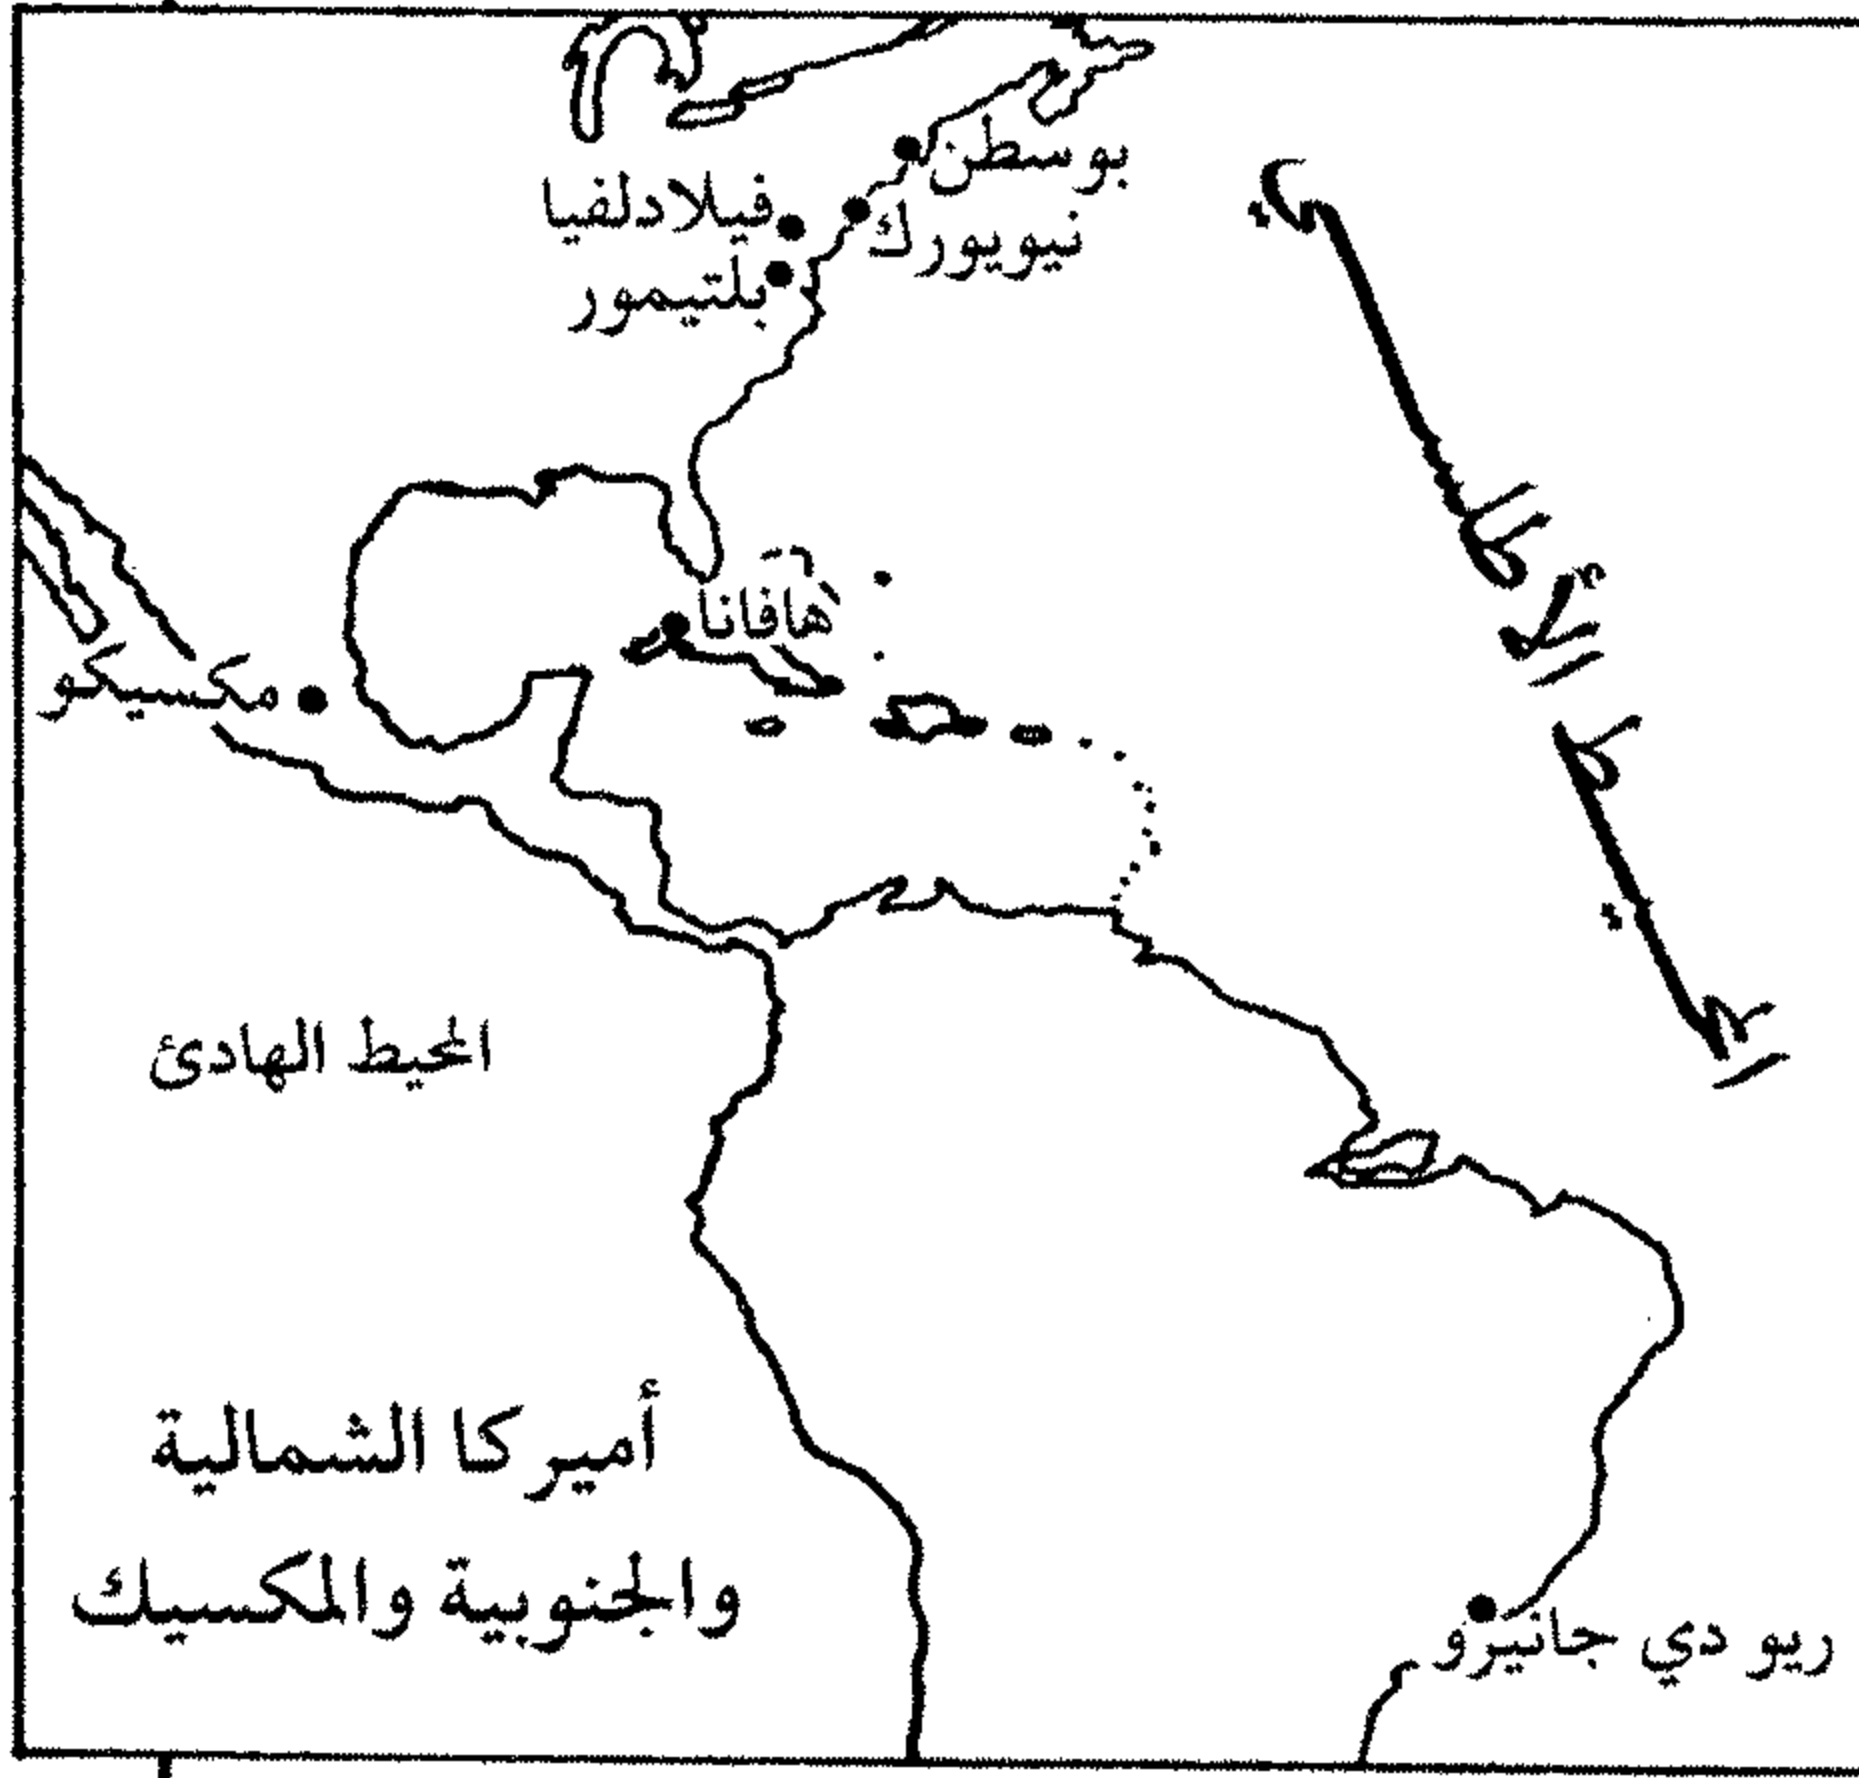 بوسطن
نيويورك
فيلادلفيا
بلتيمور
المحيط الأطلسي
هافانا
مكسيكو
المحيط الهادئ
أميركا الشمالية
والجنوبية والمكسيك
ريو دي جانيرو